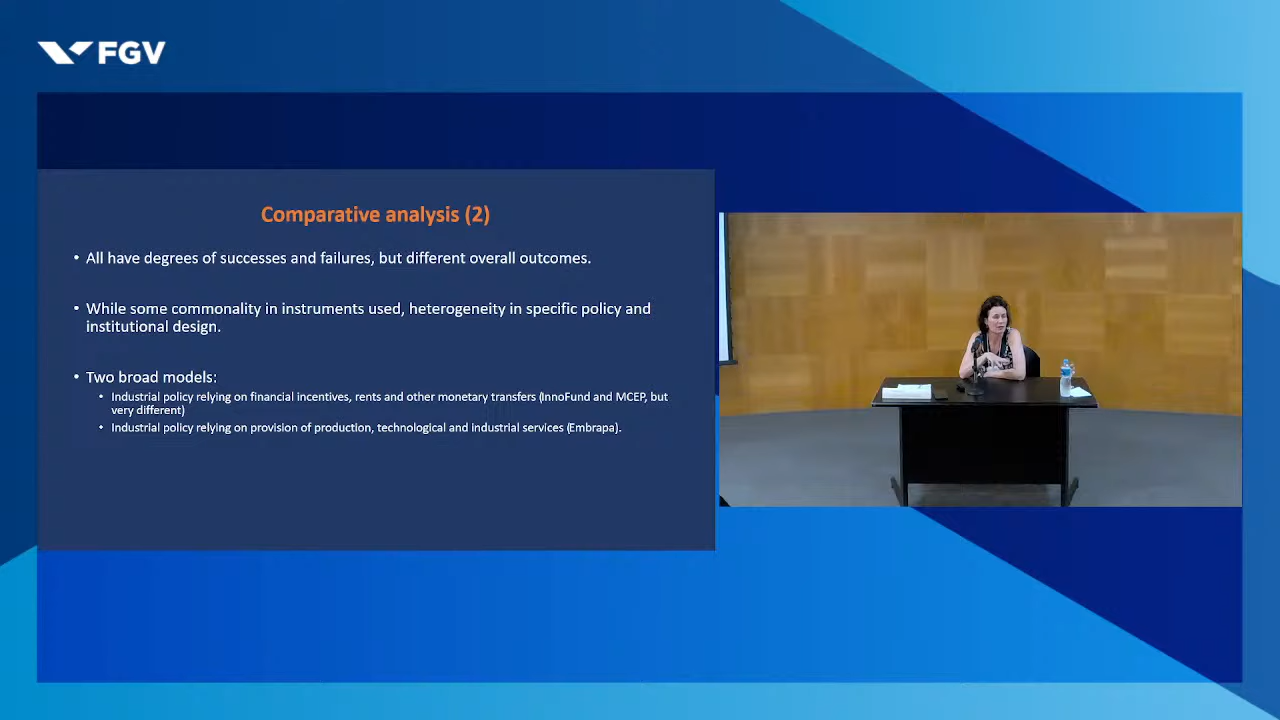 FGV
Comparative analysis (2)
• All have degrees of successes and failures, but different overall outcomes.
• While some commonality in instruments used, heterogeneity in specific policy and
institutional design.
• Two broad models:
• Industrial policy relying on financial incentives, rents and other monetary transfers (InnoFund and MCEP, but
very different)
• Industrial policy relying on provision of production, technological and industrial services (Embrapa).